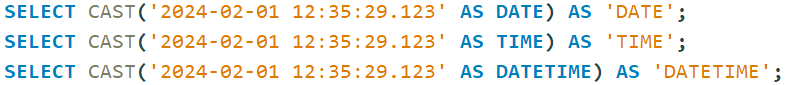 SELECT CAST('2024-02-01 12:35:29.123' AS DATE) AS 'DATE';
SELECT CAST('2024-02-01 12:35:29.123' AS TIME) AS 'TIME';
SELECT CAST('2024-02-01 12:35:29.123' AS DATETIME) AS 'DATETIME';